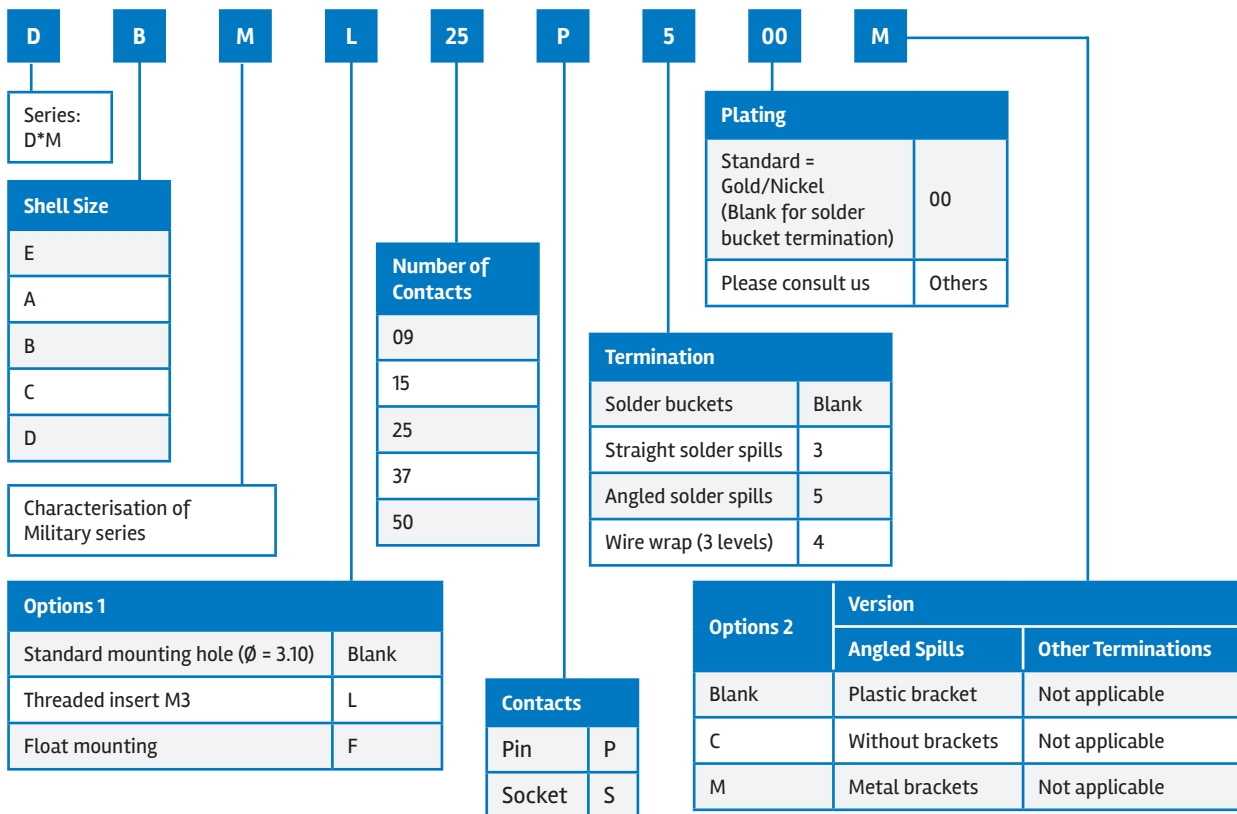 D B M L 25 P 5 00 M
Series:
D*M
Shell Size
E
A
B
C
D
Characterisation of
Military series
Options 1
Standard mounting hole (Ø = 3.10) Blank
Threaded insert M3 L
Float mounting F
Number of
Contacts
09
15
25
37
50
Contacts
Pin P
Socket S
Plating
Standard =
Gold/Nickel
(Blank for solder
bucket termination)
00
Please consult us Others
Termination
Solder buckets Blank
Straight solder spills 3
Angled solder spills 5
Wire wrap (3 levels) 4
Options 2
Version
Angled Spills Other Terminations
Blank Plastic bracket Not applicable
C Without brackets Not applicable
M Metal brackets Not applicable